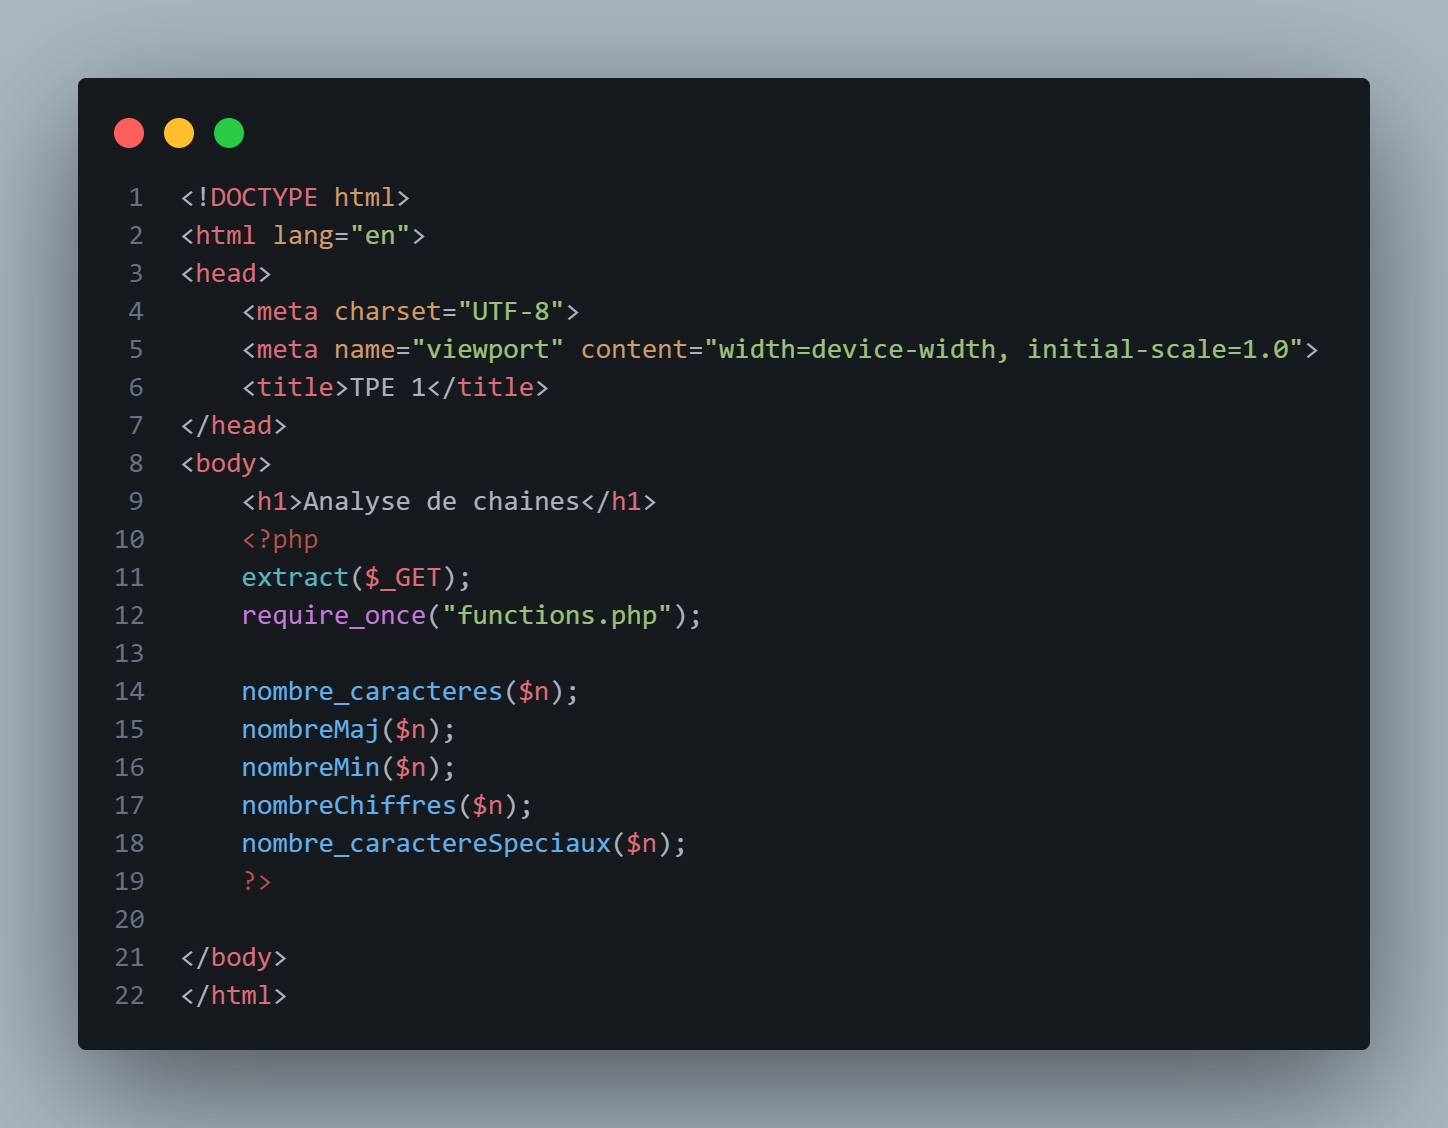 1 <!DOCTYPE html>
2 <html lang="en">
3 <head>
4     <meta charset="UTF-8">
5     <meta name="viewport" content="width=device-width, initial-scale=1.0">
6     <title>TPE 1</title>
7 </head>
8 <body>
9     <h1>Analyse de chaines</h1>
10     <?php
11     extract($_GET);
12     require_once("functions.php");
13
14     nombre_caracteres($n);
15     nombreMaj($n);
16     nombreMin($n);
17     nombreChiffres($n);
18     nombre_caractereSpeciaux($n);
19     ?>
20
21 </body>
22 </html>